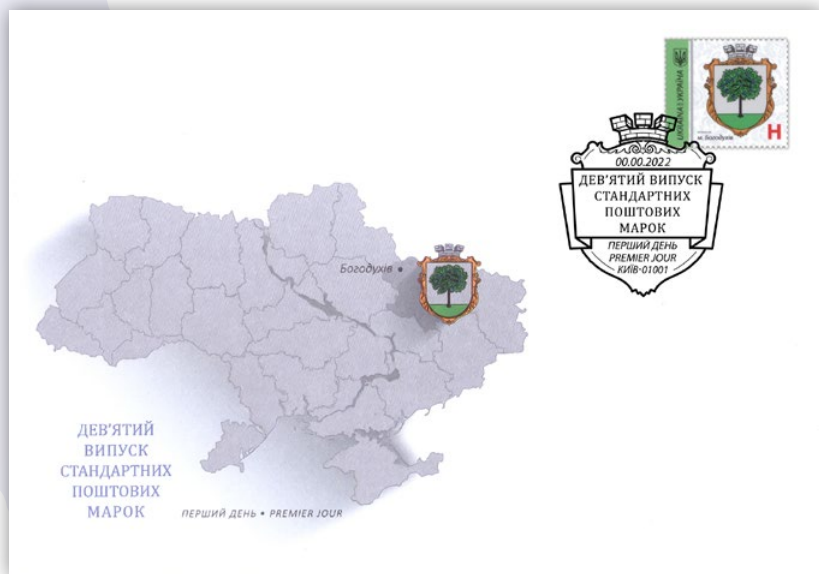 UKRAINA | УКРАЇНА
м. Богодухів
Н
00.00.2022
ДЕВ'ЯТИЙ ВИПУСК
СТАНДАРТНИХ
ПОШТОВИХ
МАРОК
ПЕРШИЙ ДЕНЬ
PREMIER JOUR
КИЇВ-01001
Богодухів
ДЕВ'ЯТИЙ
ВИПУСК
СТАНДАРТНИХ
ПОШТОВИХ
МАРОК
ПЕРШИЙ ДЕНЬ • PREMIER JOUR